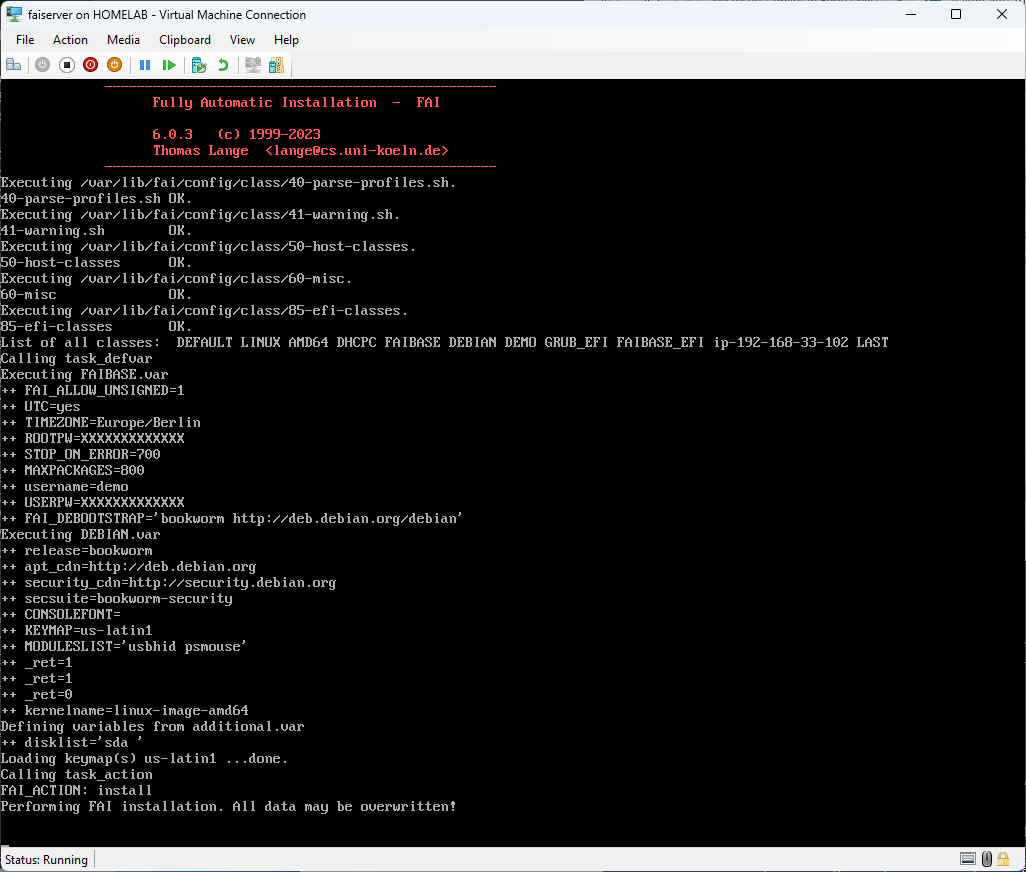 faiserver on HOMELAB - Virtual Machine Connection
File Action Media Clipboard View Help
Fully Automatic Installation - FAI
6.0.3 (c) 1999-2023
Thomas Lange <lange@cs.uni-koeln.de>
Executing /var/lib/fai/config/class/40-parse-profiles.sh.
40-parse-profiles.sh OK.
Executing /var/lib/fai/config/class/41-warning.sh.
41-warning.sh OK.
Executing /var/lib/fai/config/class/50-host-classes.
50-host-classes OK.
Executing /var/lib/fai/config/class/60-misc.
60-misc OK.
Executing /var/lib/fai/config/class/85-efi-classes.
85-efi-classes OK.
List of all classes: DEFAULT LINUX AMD64 DHCPC FAIBASE DEBIAN DEMO GRUB_EFI FAIBASE_EFI ip-192-168-33-102 LAST
Calling task_defvar
Executing FAIBASE.var
++ FAI_ALLOW_UNSIGNED=1
++ UTC=yes
++ TIMEZONE=Europe/Berlin
++ ROOTPW=XXXXXXXXXXXXX
++ STOP_ON_ERROR=700
++ MAXPACKAGES=800
++ username=demo
++ USERPW=XXXXXXXXXXXXX
++ FAI_DEBOOTSTRAP='bookworm http://deb.debian.org/debian'
Executing DEBIAN.var
++ release=bookworm
++ apt_cdn=http://deb.debian.org
++ security_cdn=http://security.debian.org
++ secsuite=bookworm-security
++ CONSOLEFONT=
++ KEYMAP=us-latin1
++ MODULESLIST='usbhid psmouse'
++ _ret=1
++ _ret=1
++ _ret=0
++ kernelname=linux-image-amd64
Defining variables from additional.var
++ disklist='sda '
Loading keymap(s) us-latin1 ...done.
Calling task_action
FAI_ACTION: install
Performing FAI installation. All data may be overwritten!
Status: Running